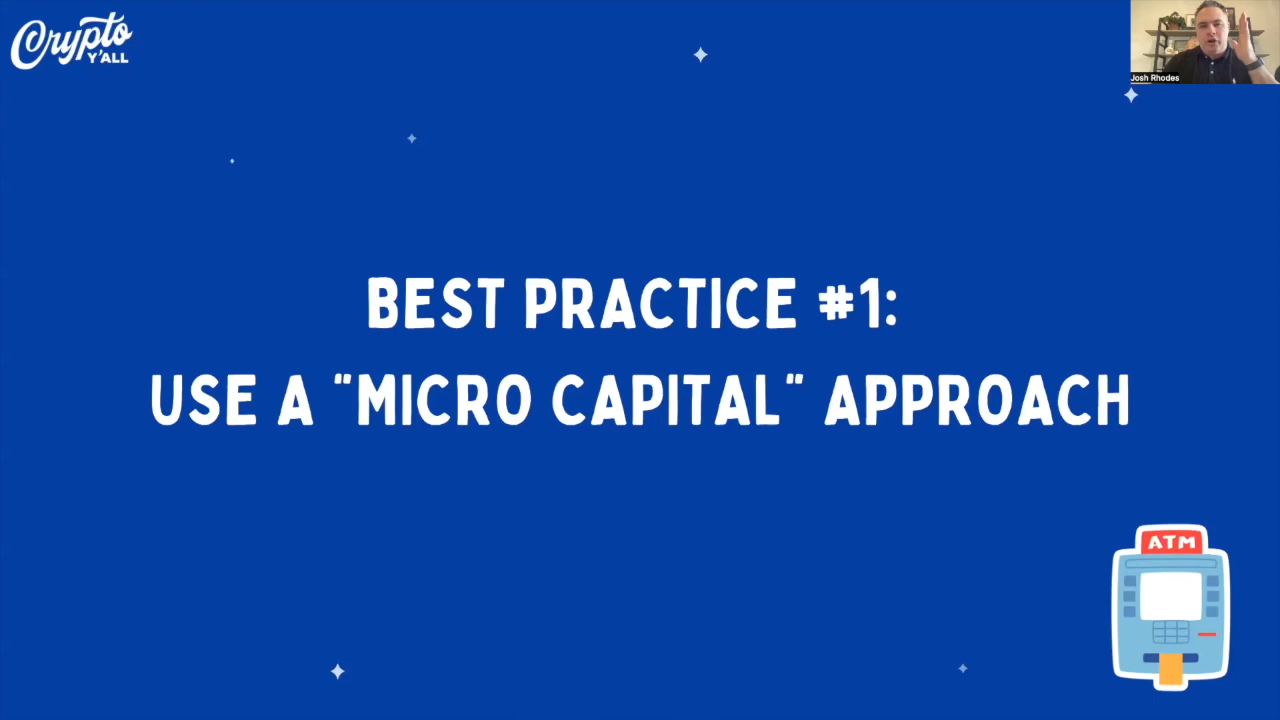 Crypto
Y'ALL
Josh Rhodes
BEST PRACTICE #1:
USE A "MICRO CAPITAL" APPROACH
ATM